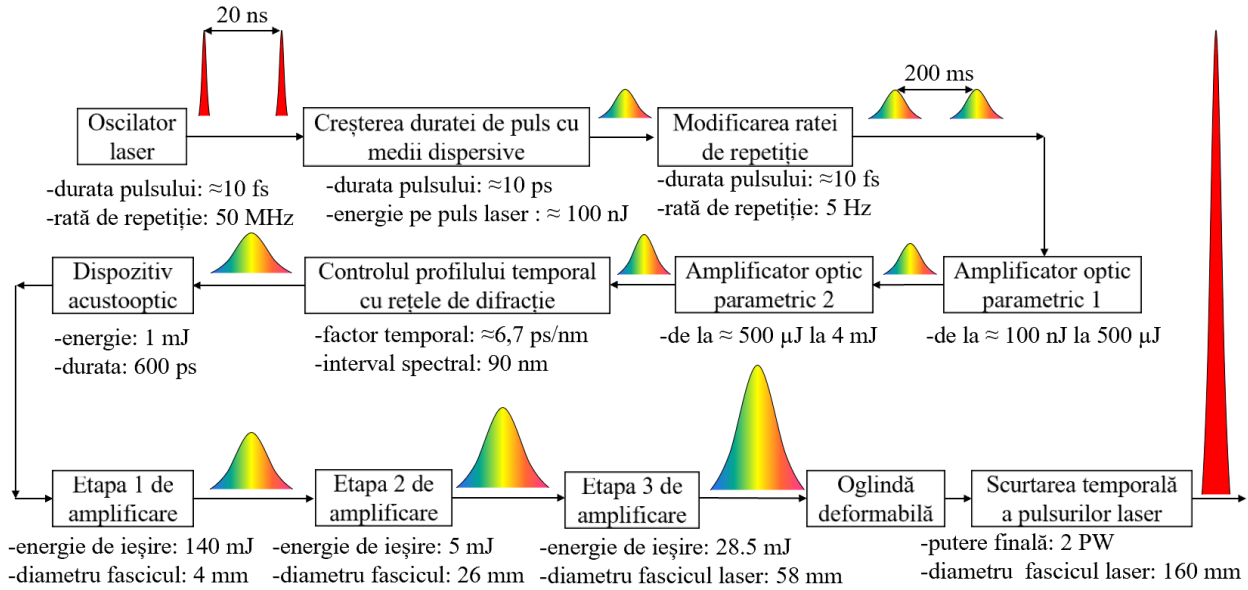 20 ns
200 ms
Oscilator
laser
Creșterea duratei de puls cu
medii dispersive
Modificarea ratei
de repetiție
-durata pulsului: ≈10 fs
-rată de repetiție: 50 MHz
-durata pulsului: ≈10 ps
-energie pe puls laser : ≈ 100 nJ
-durata pulsului: ≈10 fs
-rată de repetiție: 5 Hz
Dispozitiv
acustooptic
Controlul profilului temporal
cu rețele de difracție
Amplificator optic
parametric 2
Amplificator optic
parametric 1
-energie: 1 mJ
-durata: 600 ps
-factor temporal: ≈6,7 ps/nm
-interval spectral: 90 nm
-de la ≈ 500 μJ la 4 mJ
-de la ≈ 100 nJ la 500 μJ
Etapa 1 de
amplificare
Etapa 2 de
amplificare
Etapa 3 de
amplificare
Oglindă
deformabilă
Scurtarea temporală
a pulsurilor laser
-energie de ieșire: 140 mJ
-diametru fascicul: 4 mm
-energie de ieșire: 5 mJ
-diametru fascicul: 26 mm
-energie de ieșire: 28.5 mJ
-diametru fascicul laser: 58 mm
-putere finală: 2 PW
-diametru fascicul laser: 160 mm